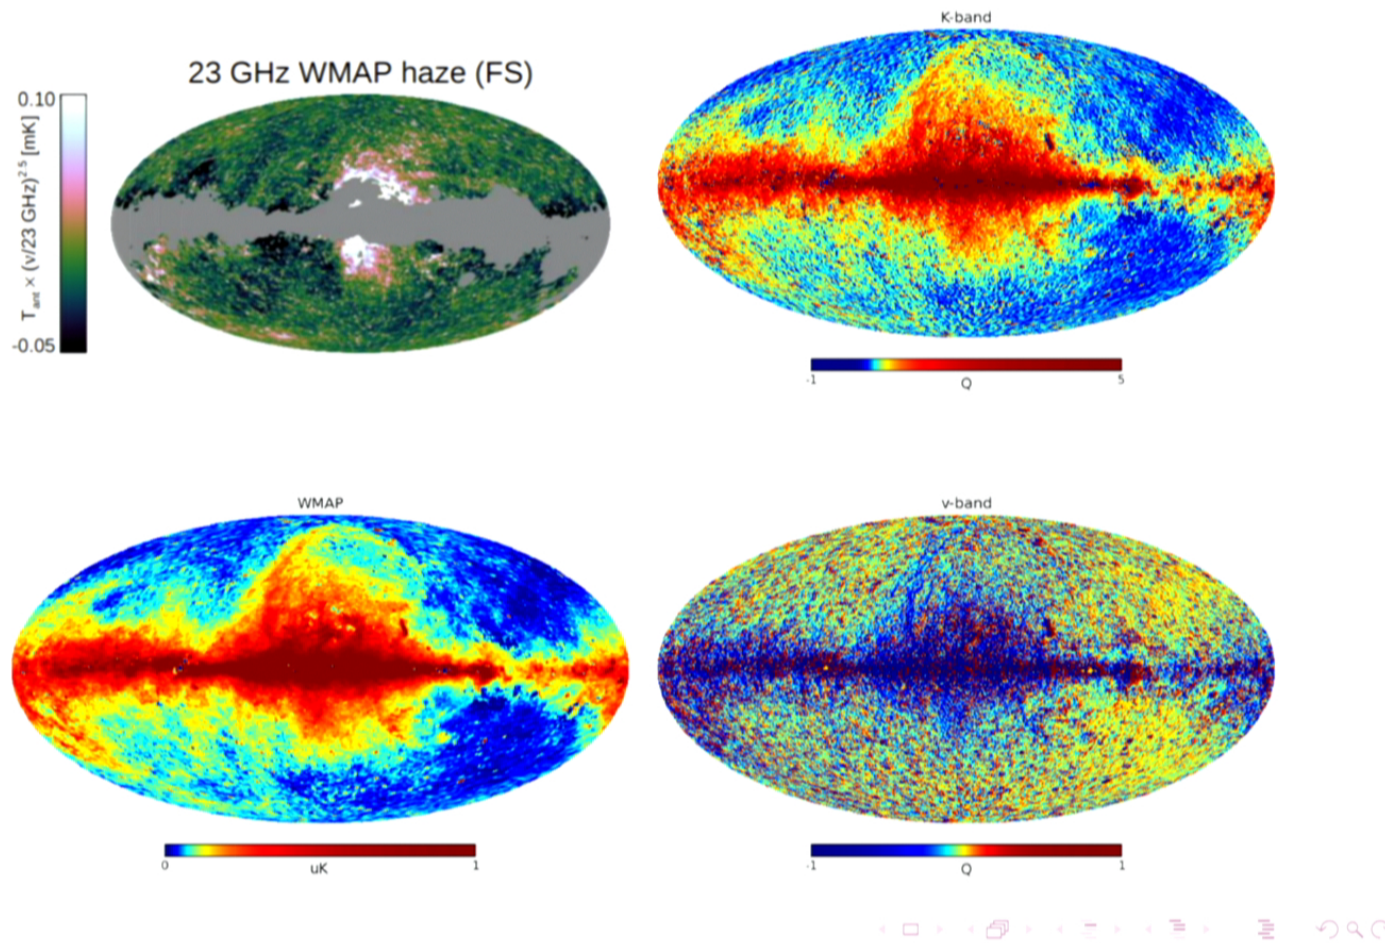 23 GHz WMAP haze (FS)
0.10
T_ant × (ν/23 GHz)^2.5 [mK]
-0.05
K-band
-1
5
Q
WMAP
0
1
uK
v-band
-1
1
Q